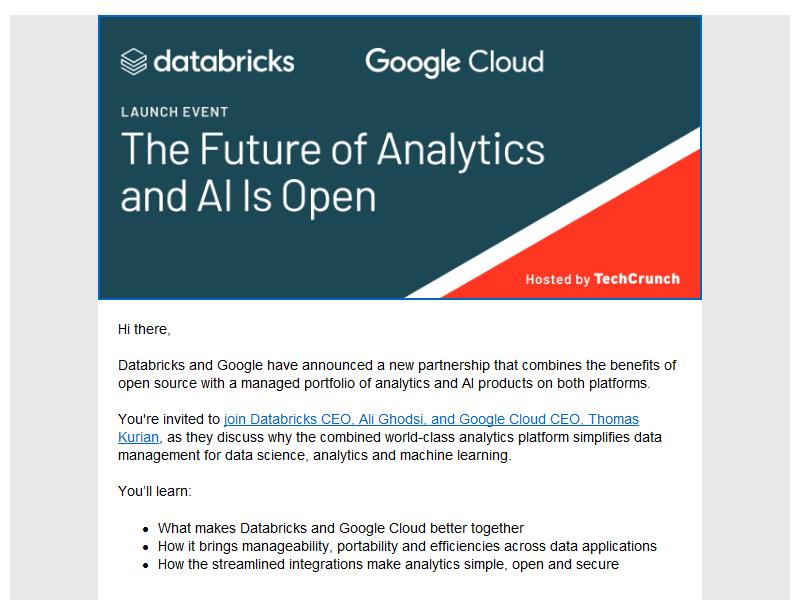 databricks Google Cloud
LAUNCH EVENT
The Future of Analytics
and AI Is Open
Hosted by TechCrunch
Hi there,
Databricks and Google have announced a new partnership that combines the benefits of
open source with a managed portfolio of analytics and AI products on both platforms.
You're invited to join Databricks CEO, Ali Ghodsi, and Google Cloud CEO, Thomas
Kurian, as they discuss why the combined world-class analytics platform simplifies data
management for data science, analytics and machine learning.
You'll learn:
• What makes Databricks and Google Cloud better together
• How it brings manageability, portability and efficiencies across data applications
• How the streamlined integrations make analytics simple, open and secure